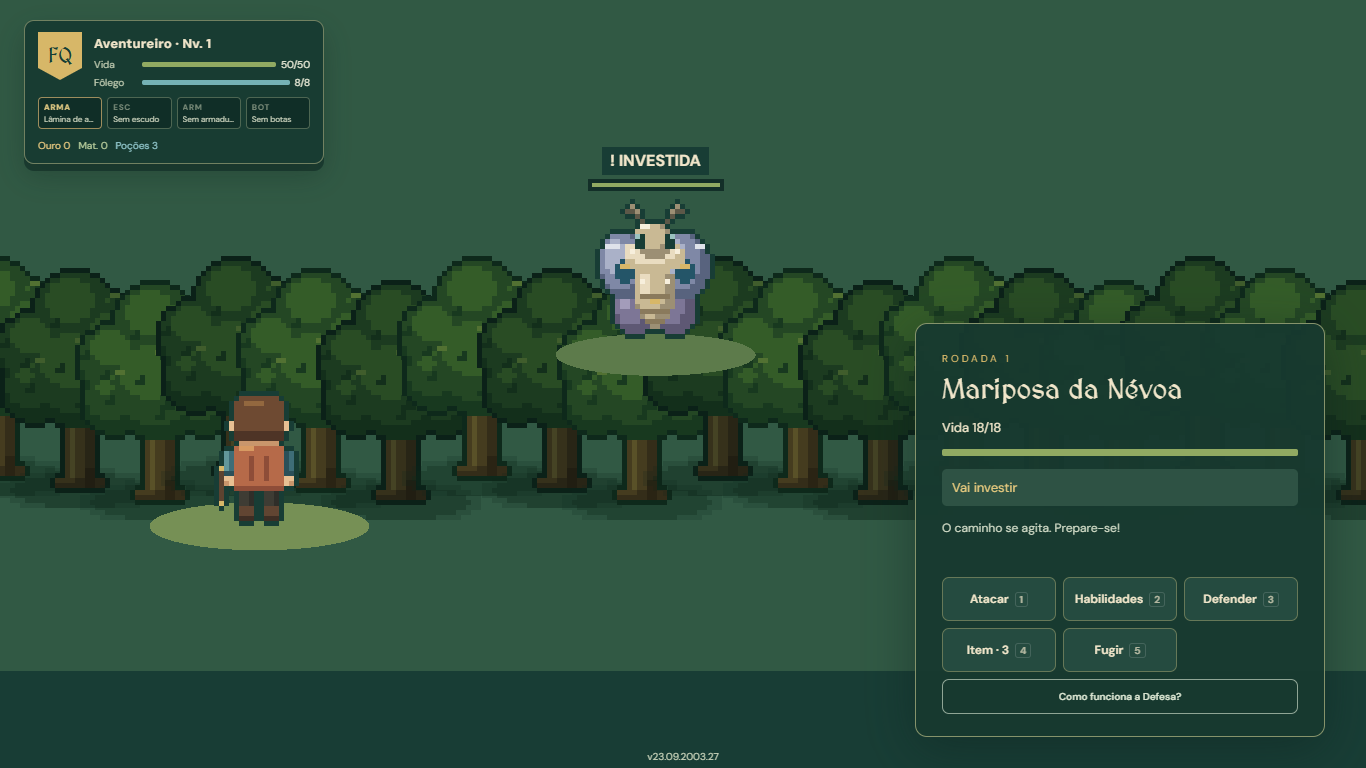 FQ
Aventureiro · Nv. 1
Vida 50/50
Fôlego 8/8
ARMA
Lâmina de a...
ESC
Sem escudo
ARM
Sem armadu...
BOT
Sem botas
Ouro 0 Mat. 0 Poções 3
! INVESTIDA
RODADA 1
Mariposa da Névoa
Vida 18/18
Vai investir
O caminho se agita. Prepare-se!
Atacar 1
Habilidades 2
Defender 3
Item · 3 4
Fugir 5
Como funciona a Defesa?
v23.09.2003.27